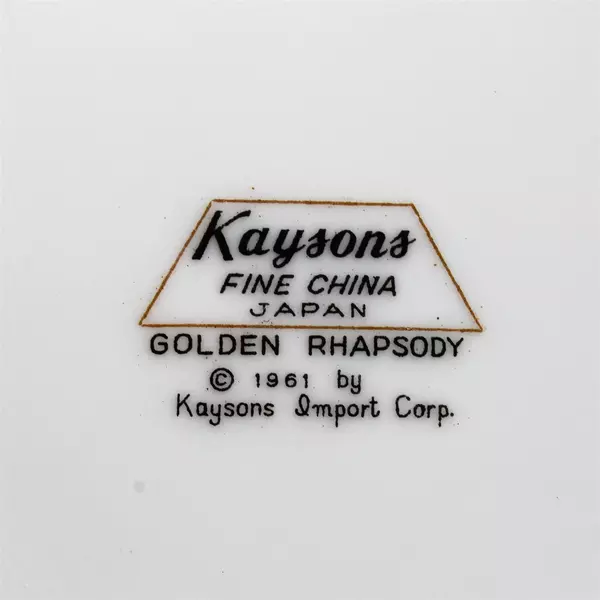 Kaysons
FINE CHINA
JAPAN
GOLDEN RHAPSODY
© 1961 by
Kaysons Import Corp.